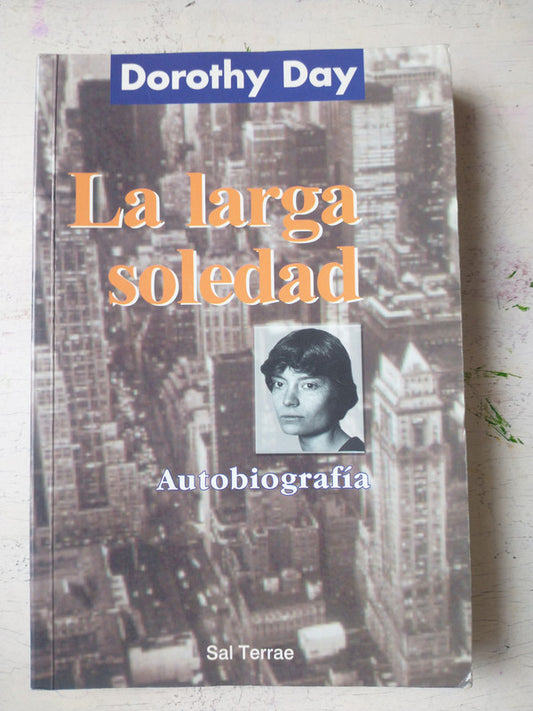 Dorothy Day
La larga
soledad
Autobiografía
Sal Terrae